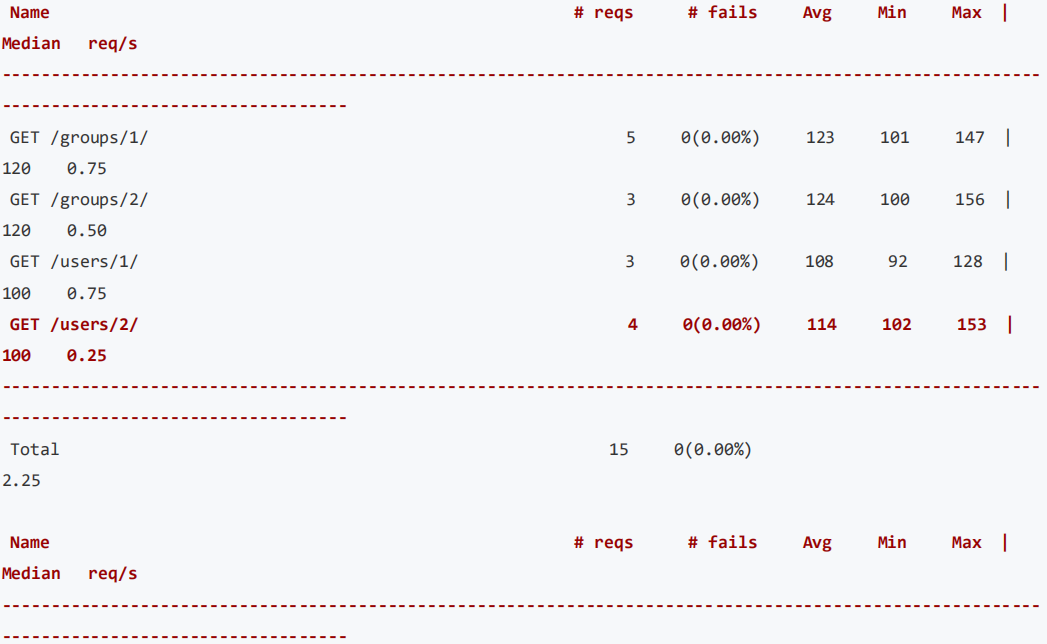 Name # reqs # fails Avg Min Max |
Median req/s
--------------------------------------------------------------------------------------------------------
-----------------------------------
GET /groups/1/ 5 0(0.00%) 123 101 147 |
120 0.75
GET /groups/2/ 3 0(0.00%) 124 100 156 |
120 0.50
GET /users/1/ 3 0(0.00%) 108 92 128 |
100 0.75
GET /users/2/ 4 0(0.00%) 114 102 153 |
100 0.25
--------------------------------------------------------------------------------------------------------
-----------------------------------
Total 15 0(0.00%)
2.25
Name # reqs # fails Avg Min Max |
Median req/s
--------------------------------------------------------------------------------------------------------
-----------------------------------